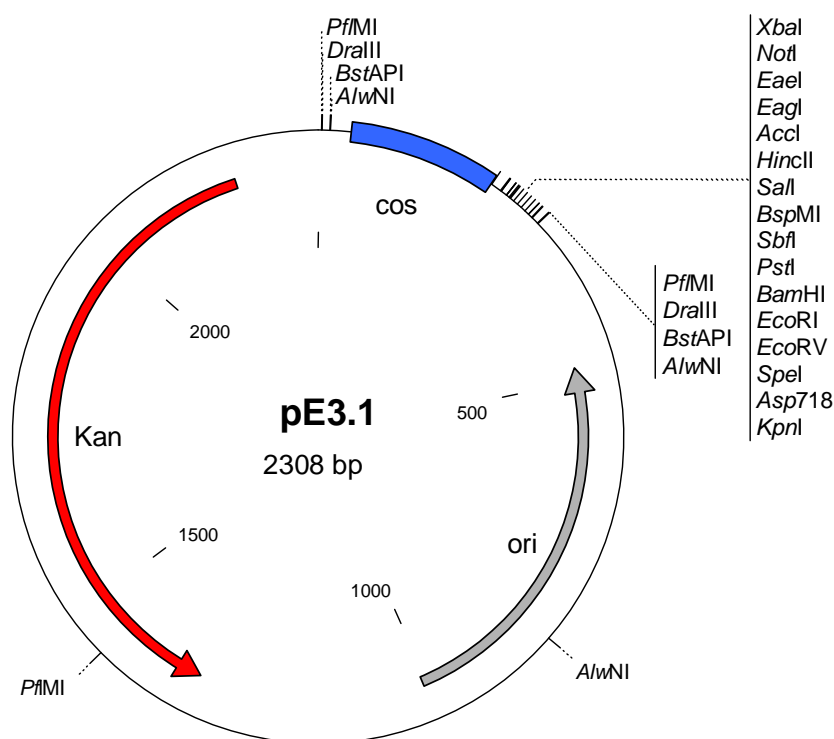 PflMI
DraIII
BstAPI
AlwNI
XbaI
NotI
EaeI
EagI
AccI
HincII
SalI
BspMI
SbfI
PstI
BamHI
EcoRI
EcoRV
SpeI
Asp718
KpnI
cos
PflMI
DraIII
BstAPI
AlwNI
2000
500
pE3.1
2308 bp
Kan
1500
ori
1000
PflMI
AlwNI